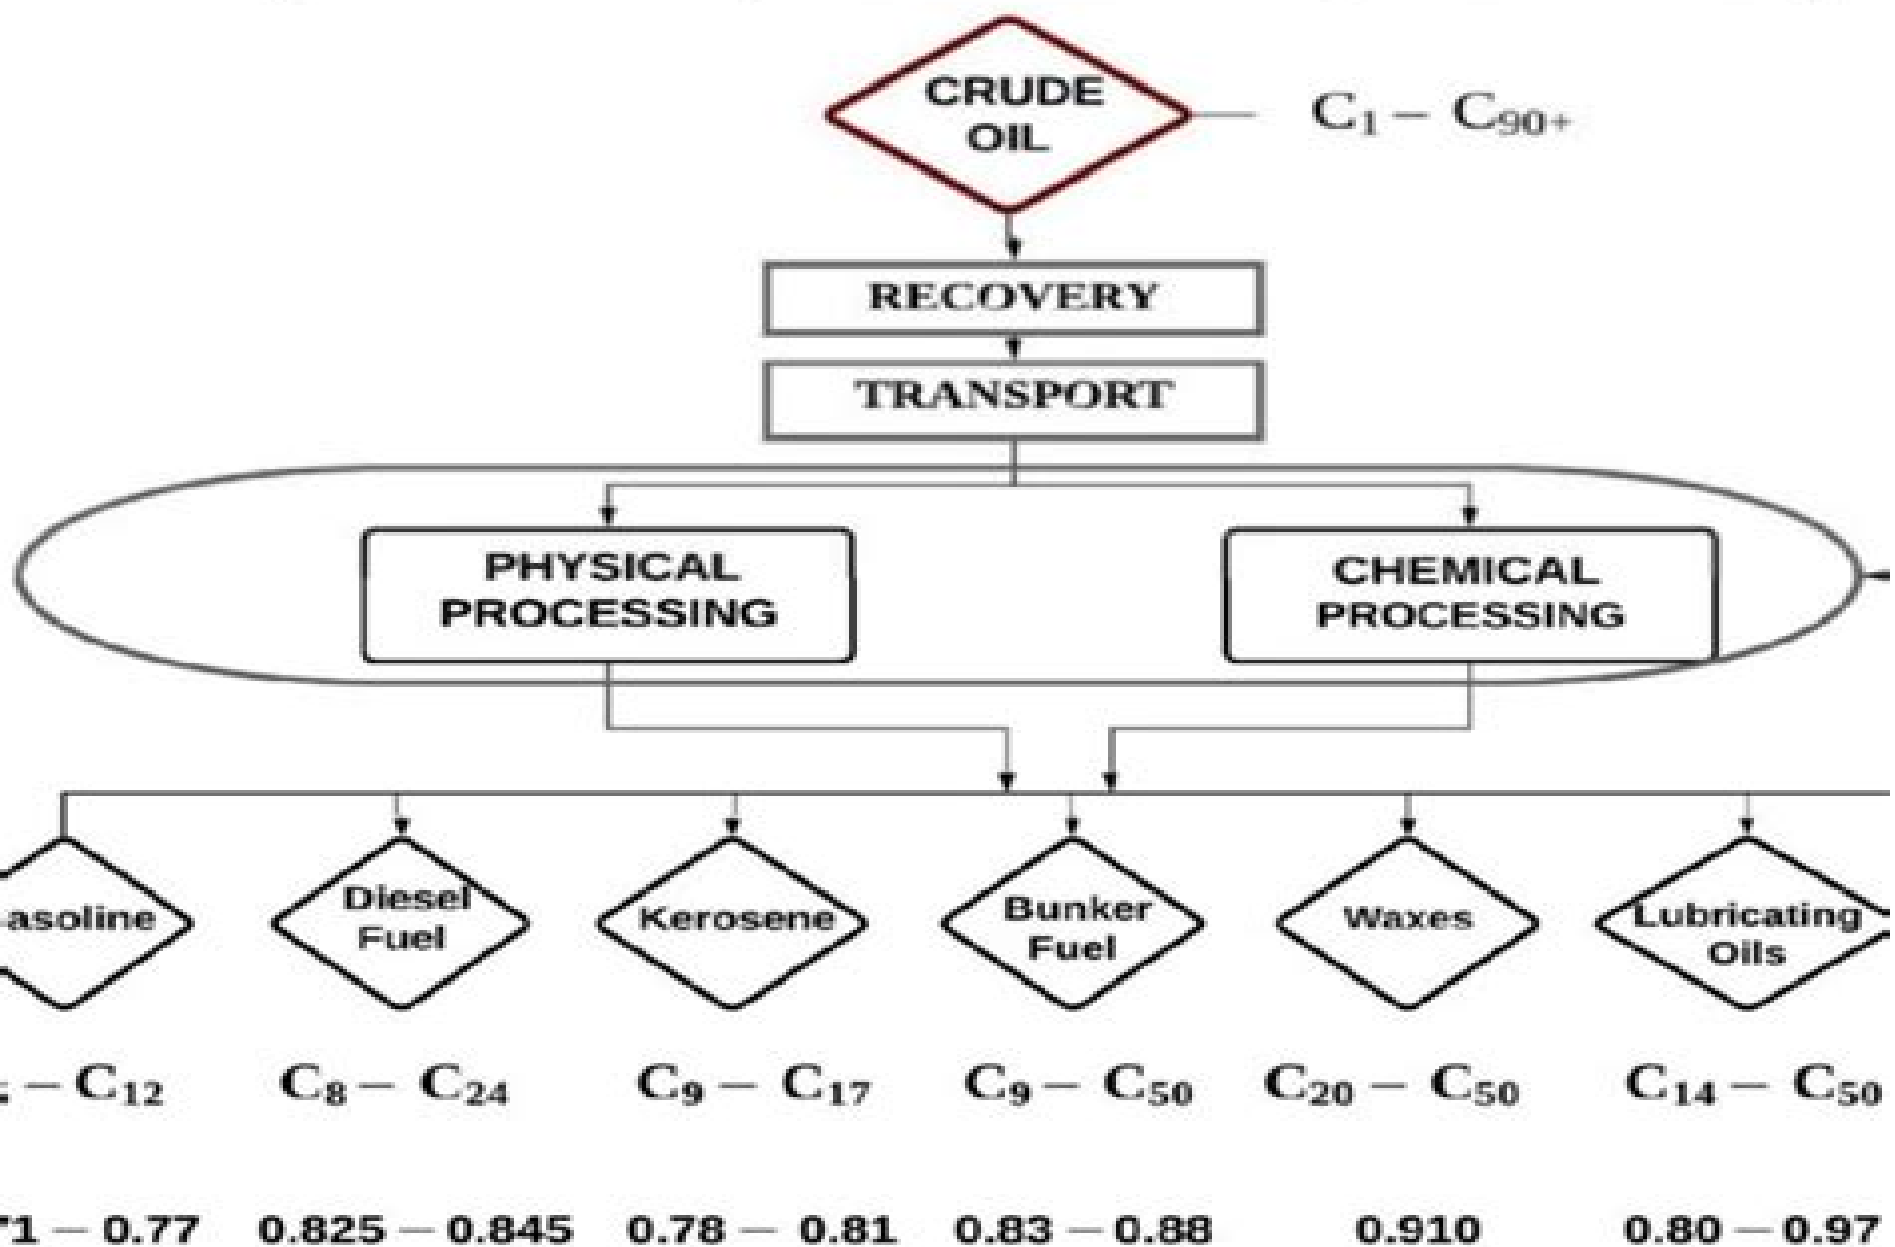 CRUDE
OIL
C₁ – C₉₀₊
RECOVERY
TRANSPORT
PHYSICAL
PROCESSING
CHEMICAL
PROCESSING
asoline
Diesel
Fuel
Kerosene
Bunker
Fuel
Waxes
Lubricating
Oils
– C₁₂
C₈ – C₂₄
C₉ – C₁₇
C₉ – C₅₀
C₂₀ – C₅₀
C₁₄ – C₅₀
1 – 0.77
0.825 – 0.845
0.78 – 0.81
0.83 – 0.88
0.910
0.80 – 0.97